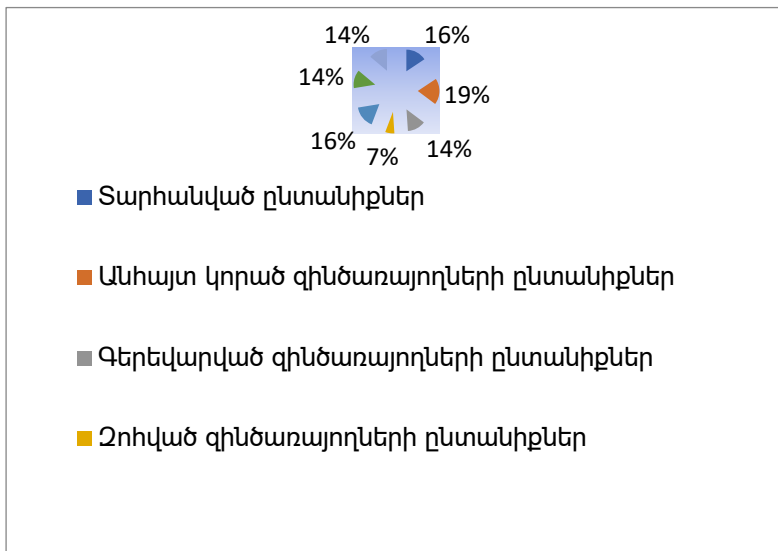 14% 16%
14% 19%
16% 7% 14%
Տարհանված ընտանիքներ
Անհայտ կորած զինծառայողների ընտանիքներ
Գերեվարված զինծառայողների ընտանիքներ
Զոհված զինծառայողների ընտանիքներ